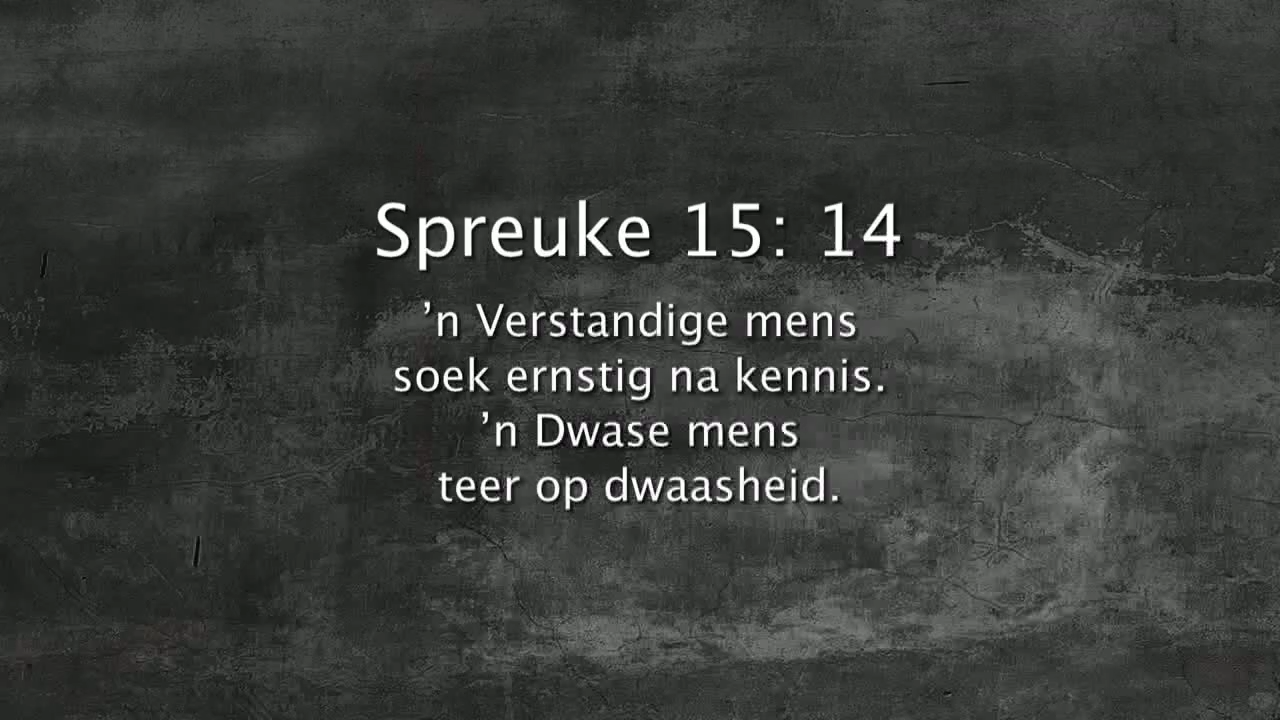 Spreuke 15: 14
’n Verstandige mens
soek ernstig na kennis.
’n Dwase mens
teer op dwaasheid.